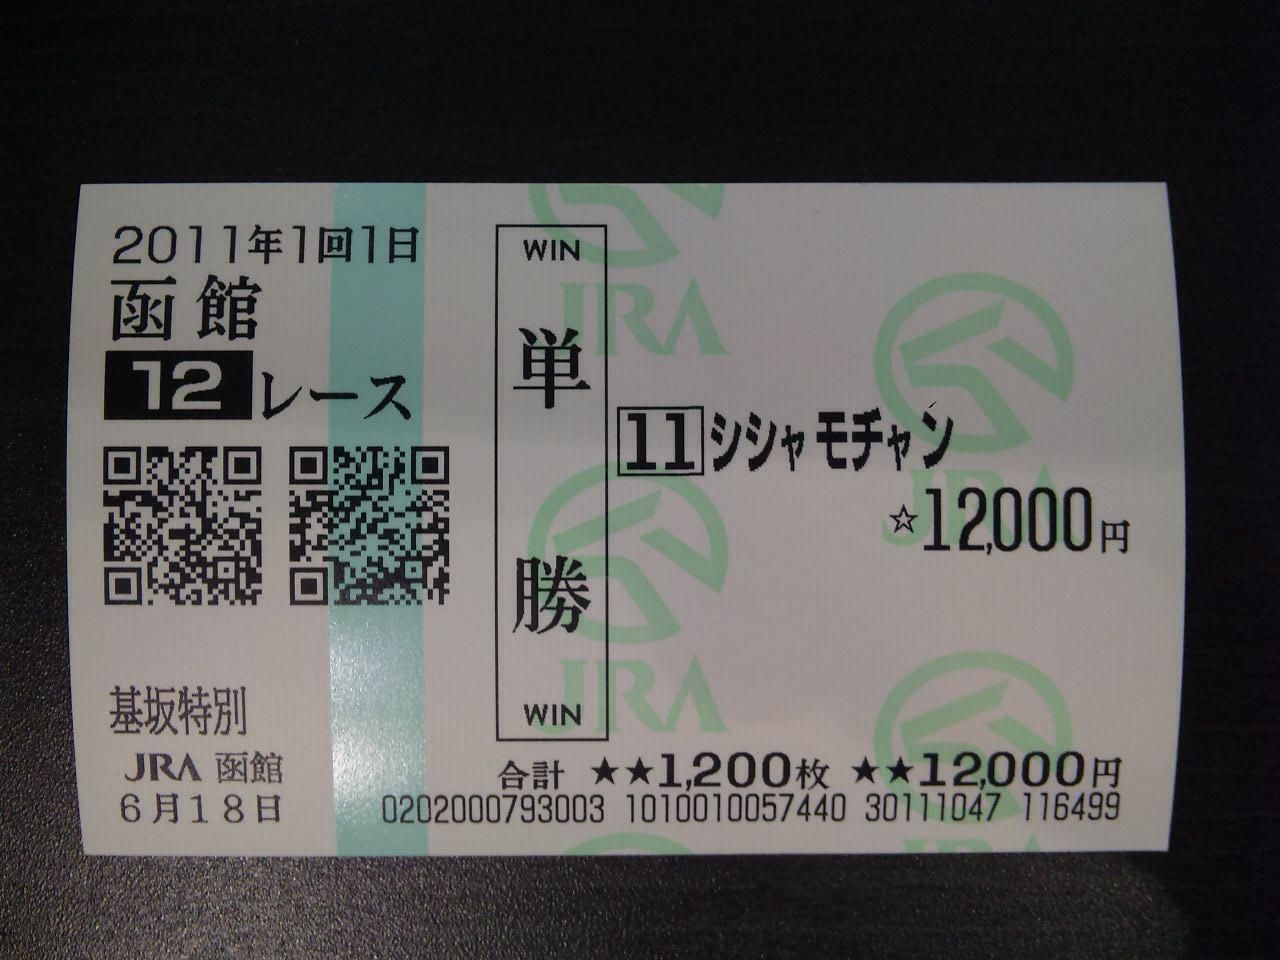 2011年1回1日
函館
12レース
基坂特別
JRA 函館
6月18日
WIN
単勝
WIN
11シシャモチャン
☆12,000円
合計 ★★1,200枚 ★★12,000円
0202000793003 1010010057440 30111047 116499
JRA
JRA
JRA
JRA